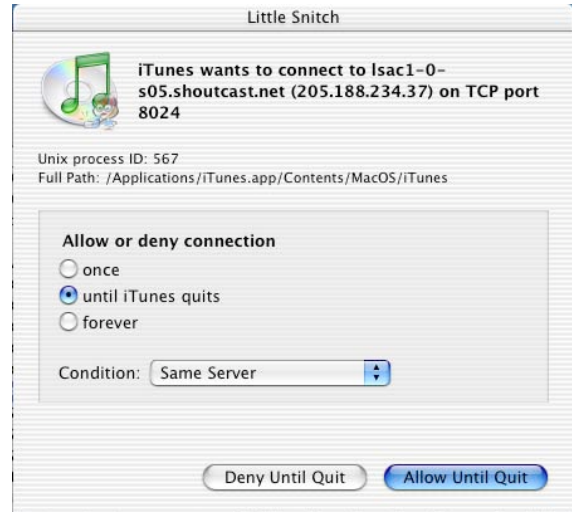 Little Snitch
iTunes wants to connect to lsac1-0-
s05.shoutcast.net (205.188.234.37) on TCP port
8024
Unix process ID: 567
Full Path: /Applications/iTunes.app/Contents/MacOS/iTunes
Allow or deny connection
once
until iTunes quits
forever
Condition: Same Server
Deny Until Quit Allow Until Quit